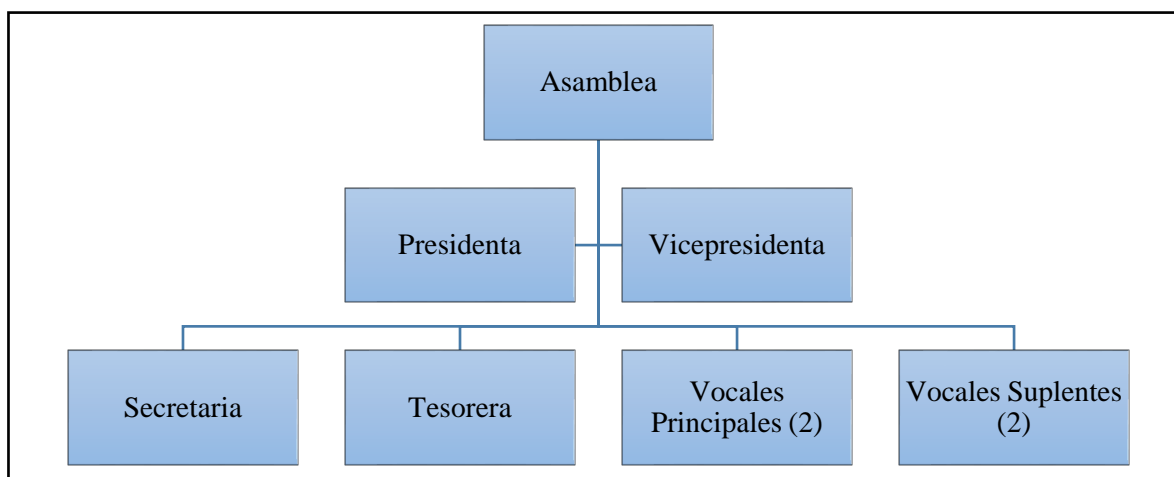 Asamblea
Presidenta
Vicepresidenta
Secretaria
Tesorera
Vocales
Principales (2)
Vocales Suplentes
(2)